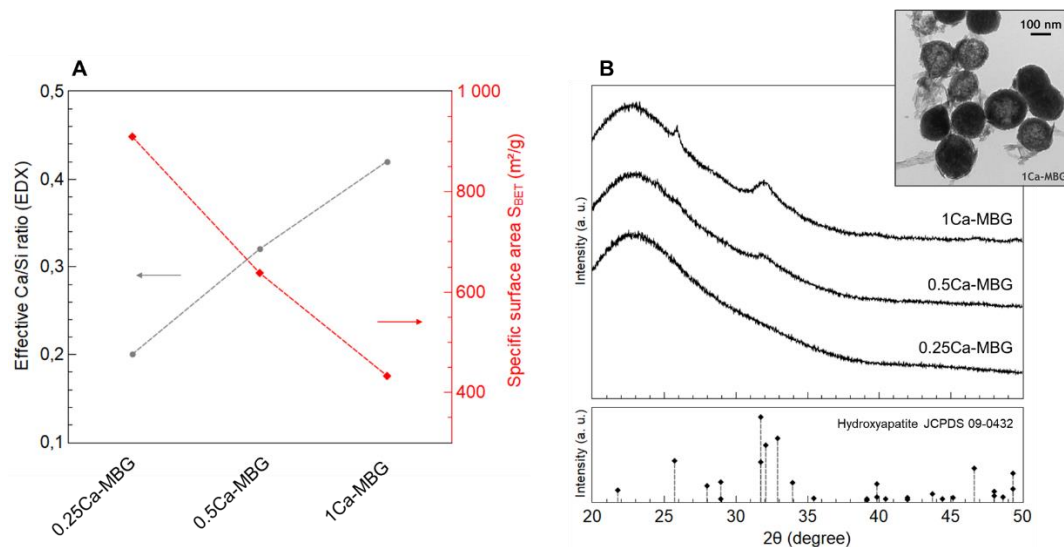 A
0,5
0,4
0,3
0,2
0,1
Effective Ca/Si ratio (EDX)
1 000
800
600
400
Specific surface area S_BET (m²/g)
0.25Ca-MBG
0.5Ca-MBG
1Ca-MBG
B
100 nm
1Ca-MBG
Intensity (a. u.)
1Ca-MBG
0.5Ca-MBG
0.25Ca-MBG
Intensity (a. u.)
Hydroxyapatite JCPDS 09-0432
20 25 30 35 40 45 50
2θ (degree)